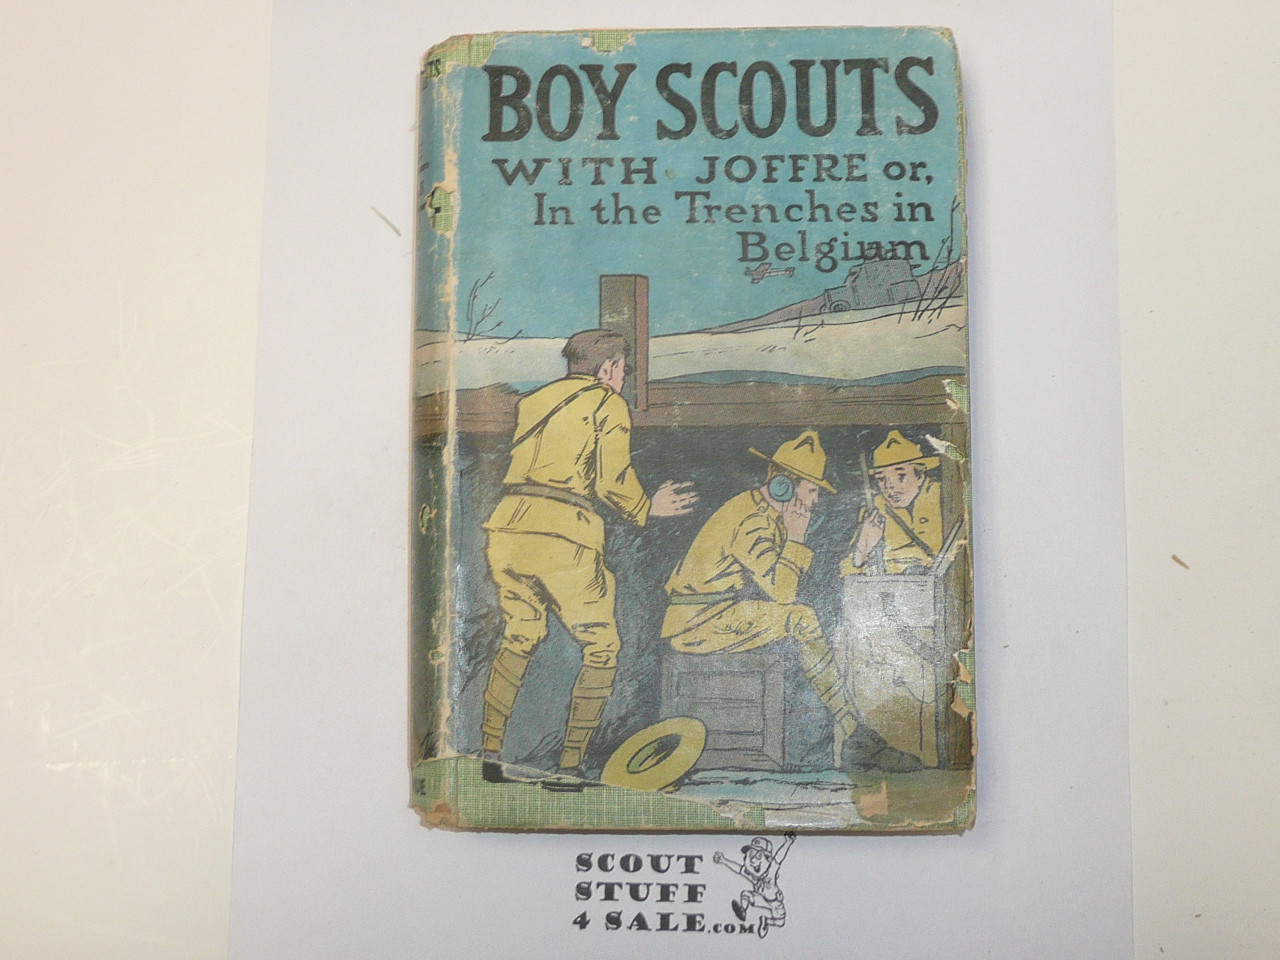 BOY SCOUTS
WITH JOFFRE or,
In the Trenches in
Belgium
SCOUT
STUFF
4 SALE.COM